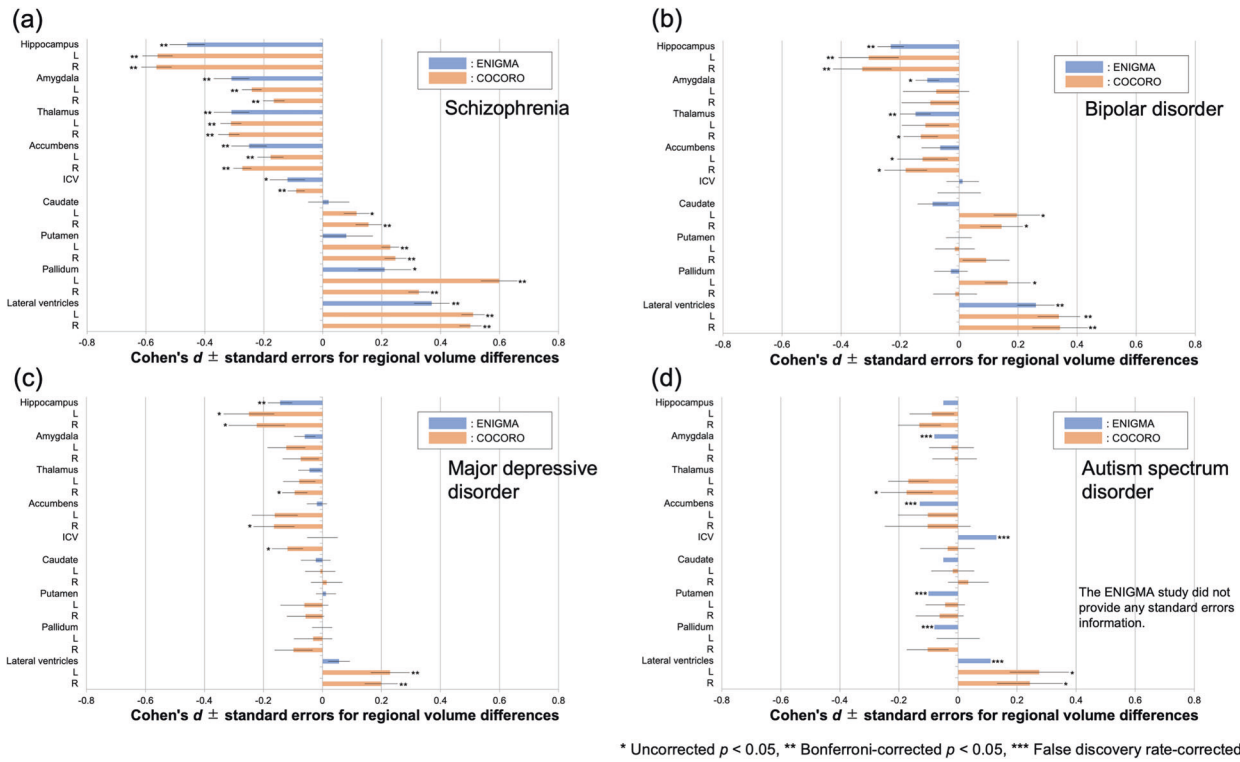 (a)
Hippocampus **
L **
R **
Amygdala **
L **
R **
Thalamus **
L **
R **
Accumbens **
L **
R **
ICV *
**
Caudate
L *
R **
Putamen
L **
R **
Pallidum *
L **
R **
Lateral ventricles **
L **
R **
: ENIGMA
: COCORO
Schizophrenia
-0.8 -0.6 -0.4 -0.2 0 0.2 0.4 0.6 0.8
Cohen's d ± standard errors for regional volume differences
(b)
Hippocampus **
L **
R **
Amygdala *
L
R
Thalamus **
L
R *
Accumbens
L *
R *
ICV
Caudate
L *
R *
Putamen
L
R
Pallidum
L *
R
Lateral ventricles **
L **
R **
: ENIGMA
: COCORO
Bipolar disorder
-0.8 -0.6 -0.4 -0.2 0 0.2 0.4 0.6 0.8
Cohen's d ± standard errors for regional volume differences
(c)
Hippocampus **
L *
R *
Amygdala
L
R
Thalamus
L
R *
Accumbens
L
R *
ICV
*
Caudate
L
R
Putamen
L
R
Pallidum
L
R
Lateral ventricles
L **
R **
: ENIGMA
: COCORO
Major depressive
disorder
-0.8 -0.6 -0.4 -0.2 0 0.2 0.4 0.6 0.8
Cohen's d ± standard errors for regional volume differences
(d)
Hippocampus
L
R
Amygdala ***
L
R
Thalamus
L
R *
Accumbens ***
L
R
ICV ***
Caudate
L
R
Putamen ***
L
R
Pallidum ***
L
R
Lateral ventricles ***
L *
R *
: ENIGMA
: COCORO
Autism spectrum
disorder
The ENIGMA study did not
provide any standard errors
information.
-0.8 -0.6 -0.4 -0.2 0 0.2 0.4 0.6 0.8
Cohen's d ± standard errors for regional volume differences
* Uncorrected p < 0.05, ** Bonferroni-corrected p < 0.05, *** False discovery rate-corrected